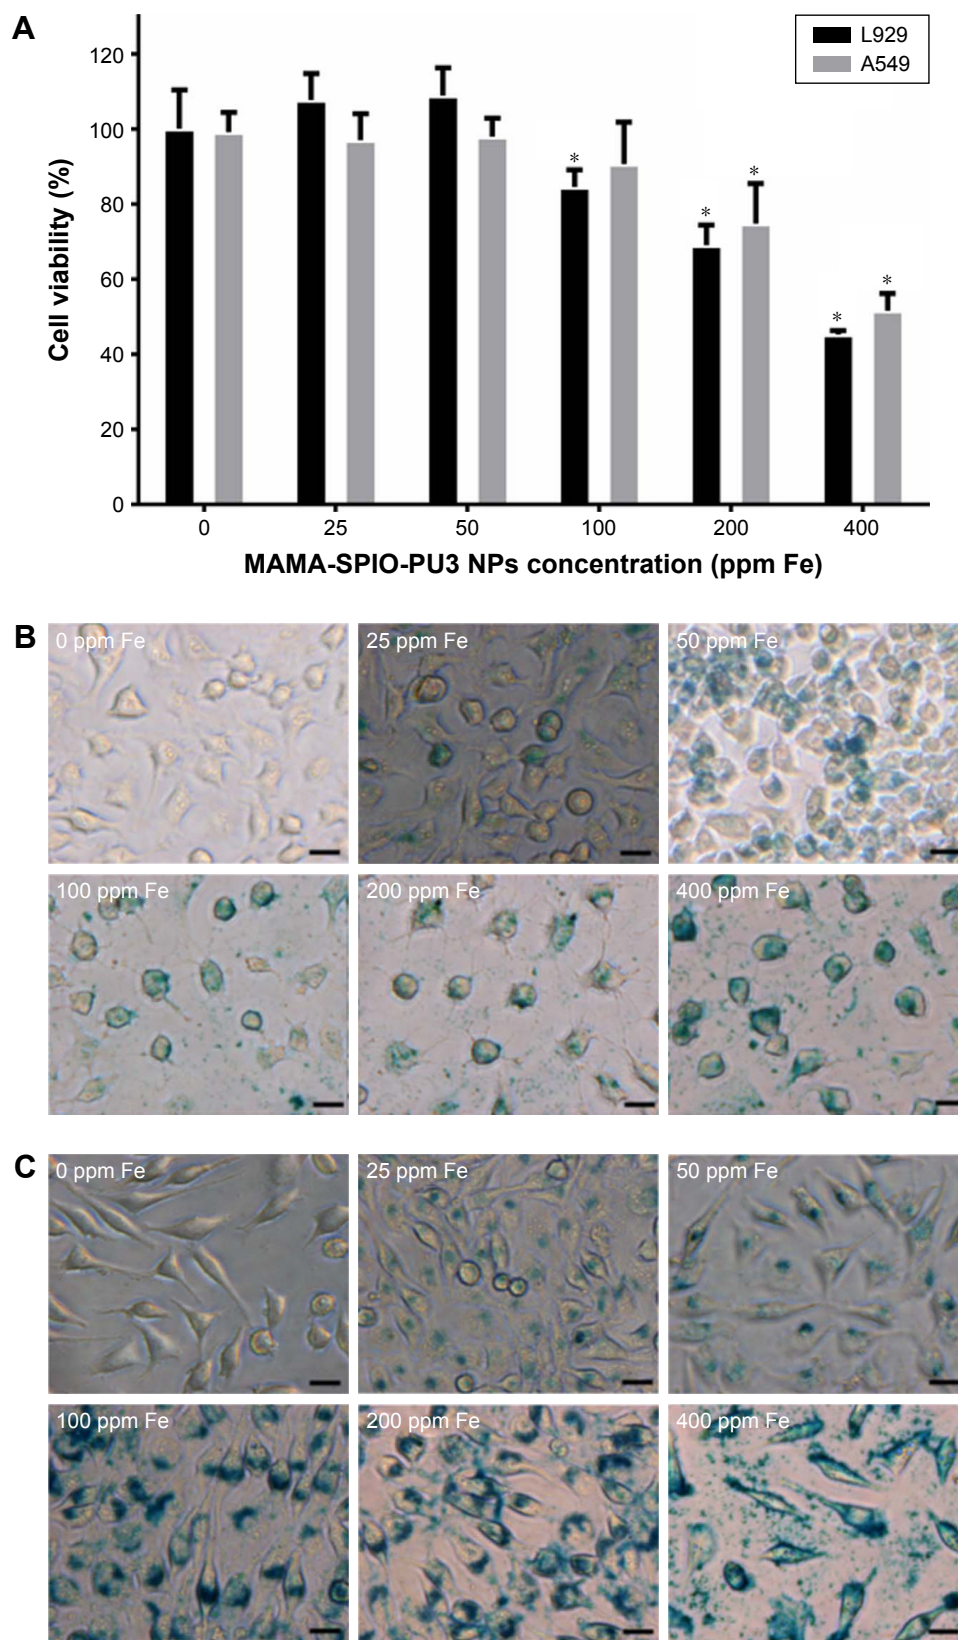 A
L929
A549
120
100
80
60
40
20
0
Cell viability (%)
*
*
*
*
*
0 25 50 100 200 400
MAMA-SPIO-PU3 NPs concentration (ppm Fe)
B
0 ppm Fe 25 ppm Fe 50 ppm Fe
100 ppm Fe 200 ppm Fe 400 ppm Fe
C
0 ppm Fe 25 ppm Fe 50 ppm Fe
100 ppm Fe 200 ppm Fe 400 ppm Fe